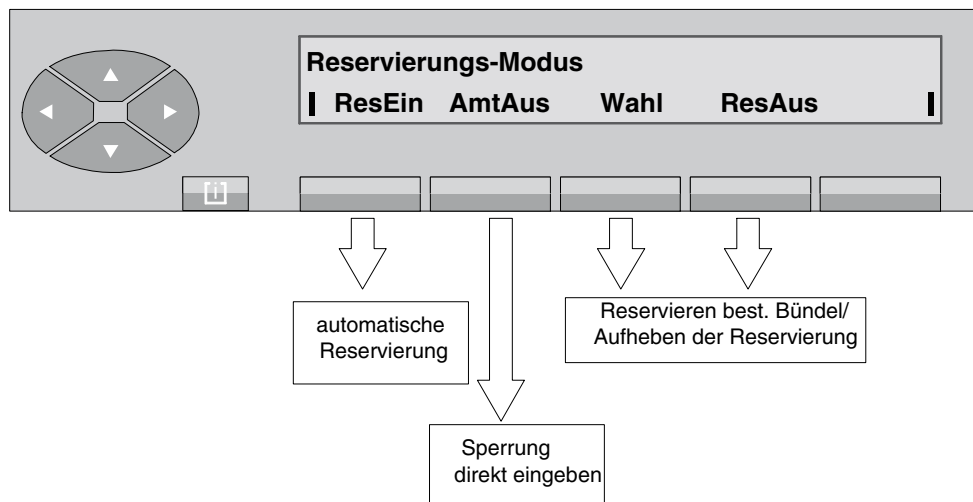 Reservierungs-Modus
ResEin AmtAus Wahl ResAus
[i]
automatische
Reservierung
Reservieren best. Bündel/
Aufheben der Reservierung
Sperrung
direkt eingeben